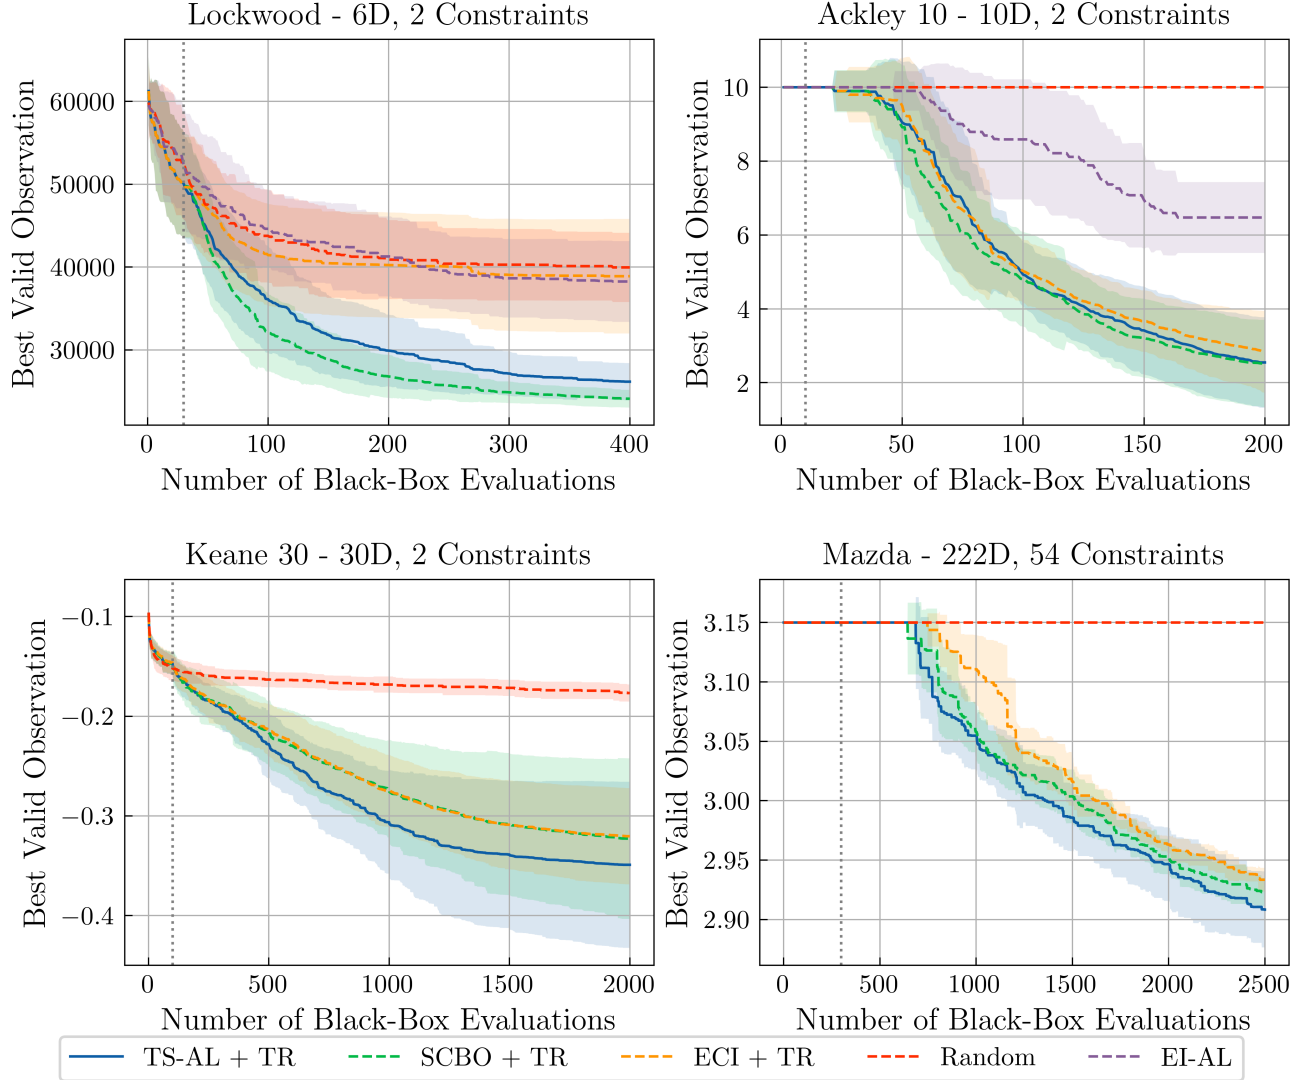 Lockwood - 6D, 2 Constraints
Best Valid Observation
60000
50000
40000
30000
0 100 200 300 400
Number of Black-Box Evaluations
Ackley 10 - 10D, 2 Constraints
Best Valid Observation
10
8
6
4
2
0 50 100 150 200
Number of Black-Box Evaluations
Keane 30 - 30D, 2 Constraints
Best Valid Observation
−0.1
−0.2
−0.3
−0.4
0 500 1000 1500 2000
Number of Black-Box Evaluations
Mazda - 222D, 54 Constraints
Best Valid Observation
3.15
3.10
3.05
3.00
2.95
2.90
0 500 1000 1500 2000 2500
Number of Black-Box Evaluations
TS-AL + TR SCBO + TR ECI + TR Random EI-AL